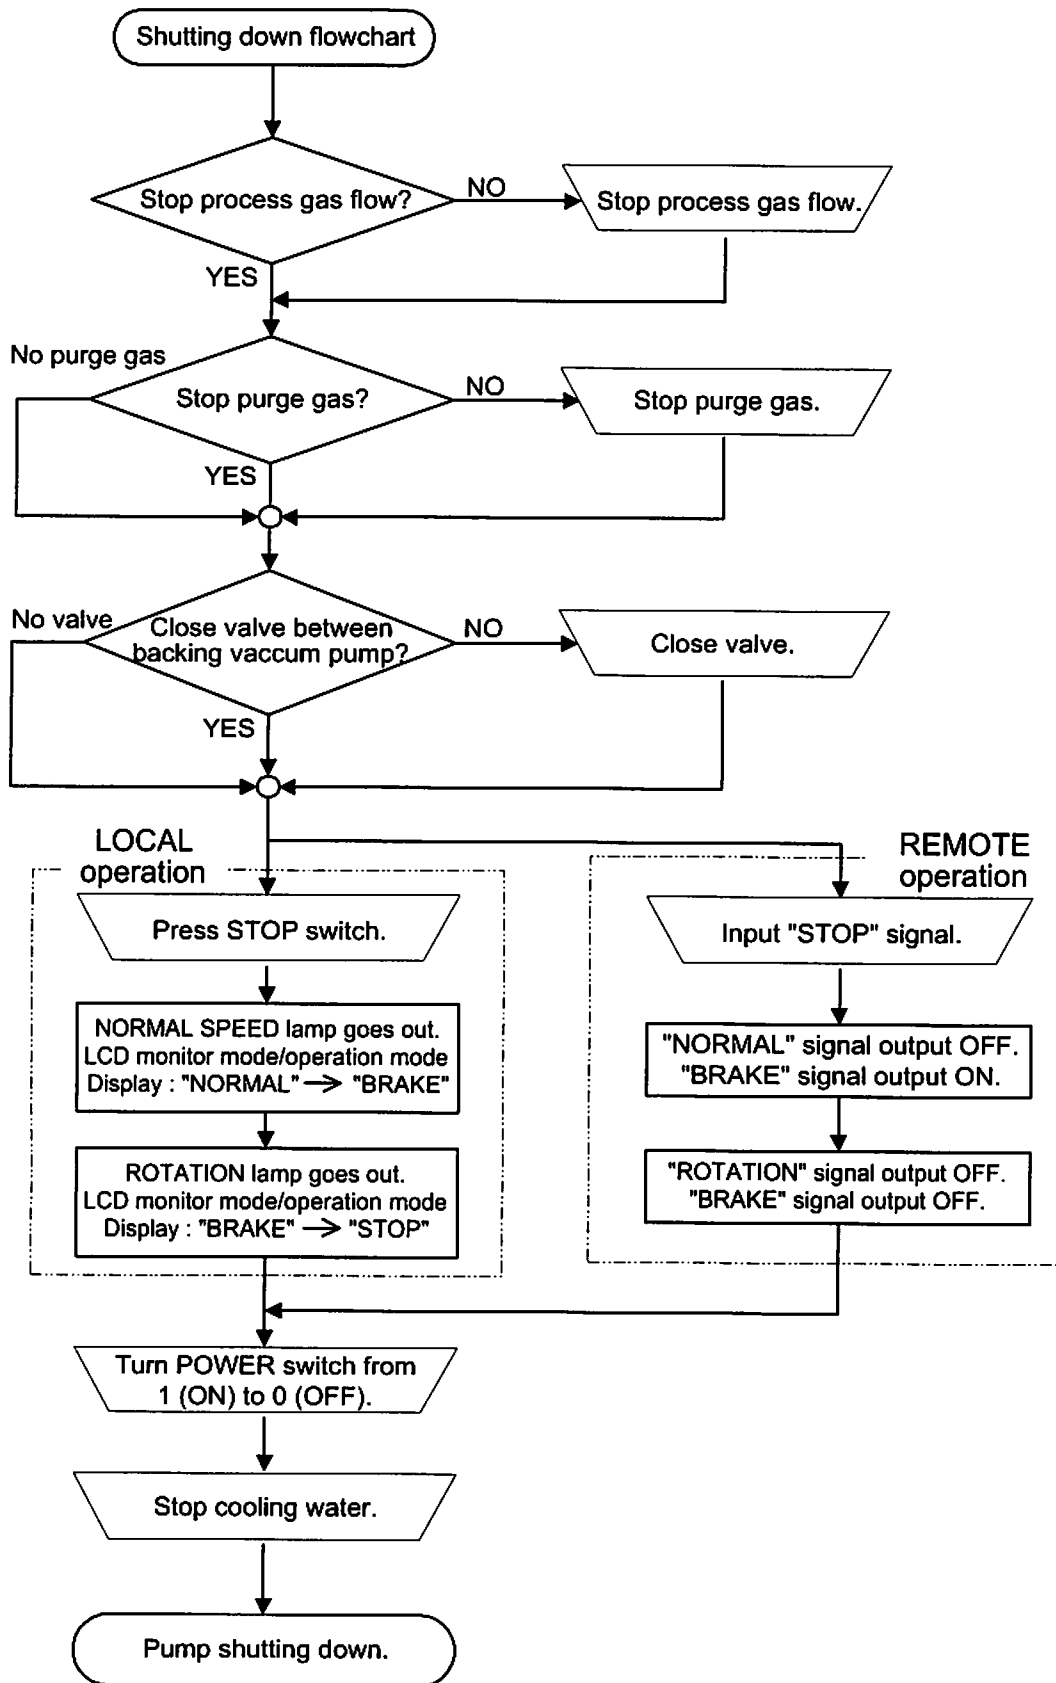 Shutting down flowchart
Stop process gas flow?
NO
Stop process gas flow.
YES
No purge gas
Stop purge gas?
NO
Stop purge gas.
YES
No valve
Close valve between
backing vaccum pump?
NO
Close valve.
YES
LOCAL
operation
Press STOP switch.
NORMAL SPEED lamp goes out.
LCD monitor mode/operation mode
Display : "NORMAL" → "BRAKE"
ROTATION lamp goes out.
LCD monitor mode/operation mode
Display : "BRAKE" → "STOP"
REMOTE
operation
Input "STOP" signal.
"NORMAL" signal output OFF.
"BRAKE" signal output ON.
"ROTATION" signal output OFF.
"BRAKE" signal output OFF.
Turn POWER switch from
1 (ON) to 0 (OFF).
Stop cooling water.
Pump shutting down.